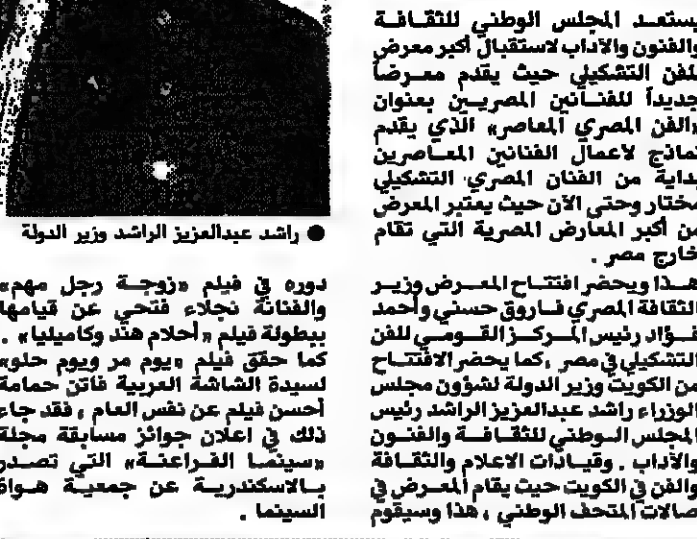 يستعد المجلس الوطني للثقافة
والفنون والآداب لاستقبال أكبر معرض
للفن التشكيلي حيث يقدم معرضاً
جديداً للفنانين المصريين بعنوان
«الفن المصري المعاصر» الذي يقدم
نماذج لأعمال الفنانين المعاصرين
بداية من الفنان المصري التشكيلي
مختار وحتى الآن حيث يعتبر المعرض
من أكبر المعارض المصرية التي تقام
خارج مصر .
هذا ويحضر افتتاح المعرض وزير
الثقافة المصري فاروق حسني وأحمد
فؤاد رئيس المركز القومي للفن
التشكيلي في مصر ، كما يحضر الافتتاح
من الكويت وزير الدولة لشؤون مجلس
الوزراء راشد عبدالعزيز الراشد رئيس
المجلس الوطني للثقافة والفنون
والآداب . وقيادات الاعلام والثقافة
والفن في الكويت حيث يقام المعرض في
صالات المتحف الوطني ، هذا وسيقوم
● راشد عبدالعزيز الراشد وزير الدولة
دوره في فيلم «زوجة رجل مهم»
والفنانة نجلاء فتحي عن قيامها
ببطولة فيلم «أحلام هند وكاميليا» .
كما حقق فيلم «يوم مر ويوم حلو»
لسيدة الشاشة العربية فاتن حمامة
أحسن فيلم عن نفس العام ، فقد جاء
ذلك في اعلان جوائز مسابقة مجلة
«سينما الفراعنة» التي تصدر
بالاسكندرية عن جمعية هواة
السينما .